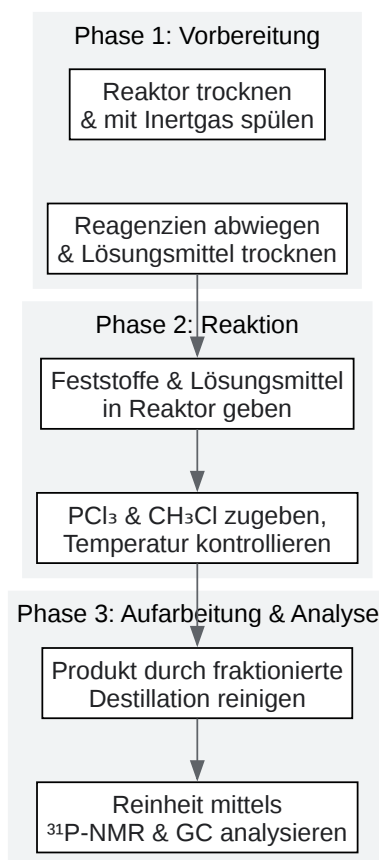 Phase 1: Vorbereitung
Reaktor trocknen
& mit Inertgas spülen
Reagenzien abwiegen
& Lösungsmittel trocknen
Phase 2: Reaktion
Feststoffe & Lösungsmittel
in Reaktor geben
PCl₃ & CH₃Cl zugeben,
Temperatur kontrollieren
Phase 3: Aufarbeitung & Analyse
Produkt durch fraktionierte
Destillation reinigen
Reinheit mittels
³¹P-NMR & GC analysieren